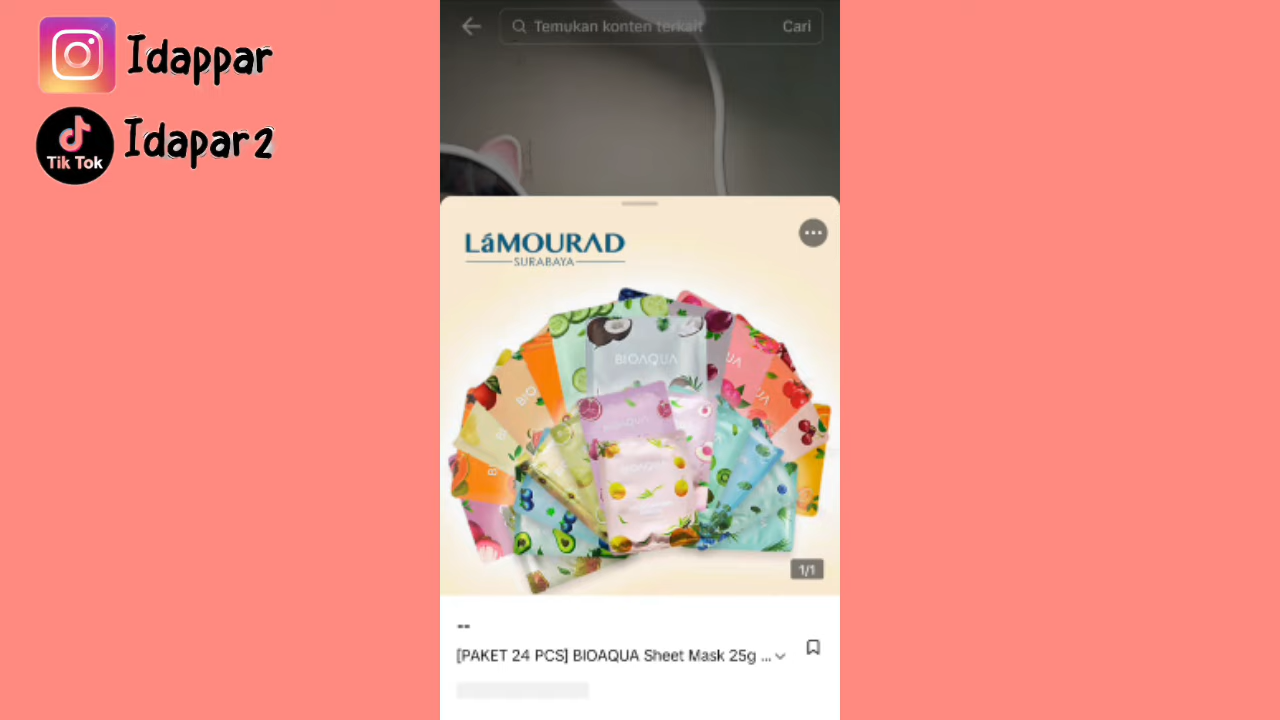 Idappar
Tik Tok
Idapar2
Temukan konten terkait
Cari
LáMOURAD
SURABAYA
BIOAQUA
BIOAQUA
1/1
--
[PAKET 24 PCS] BIOAQUA Sheet Mask 25g ...